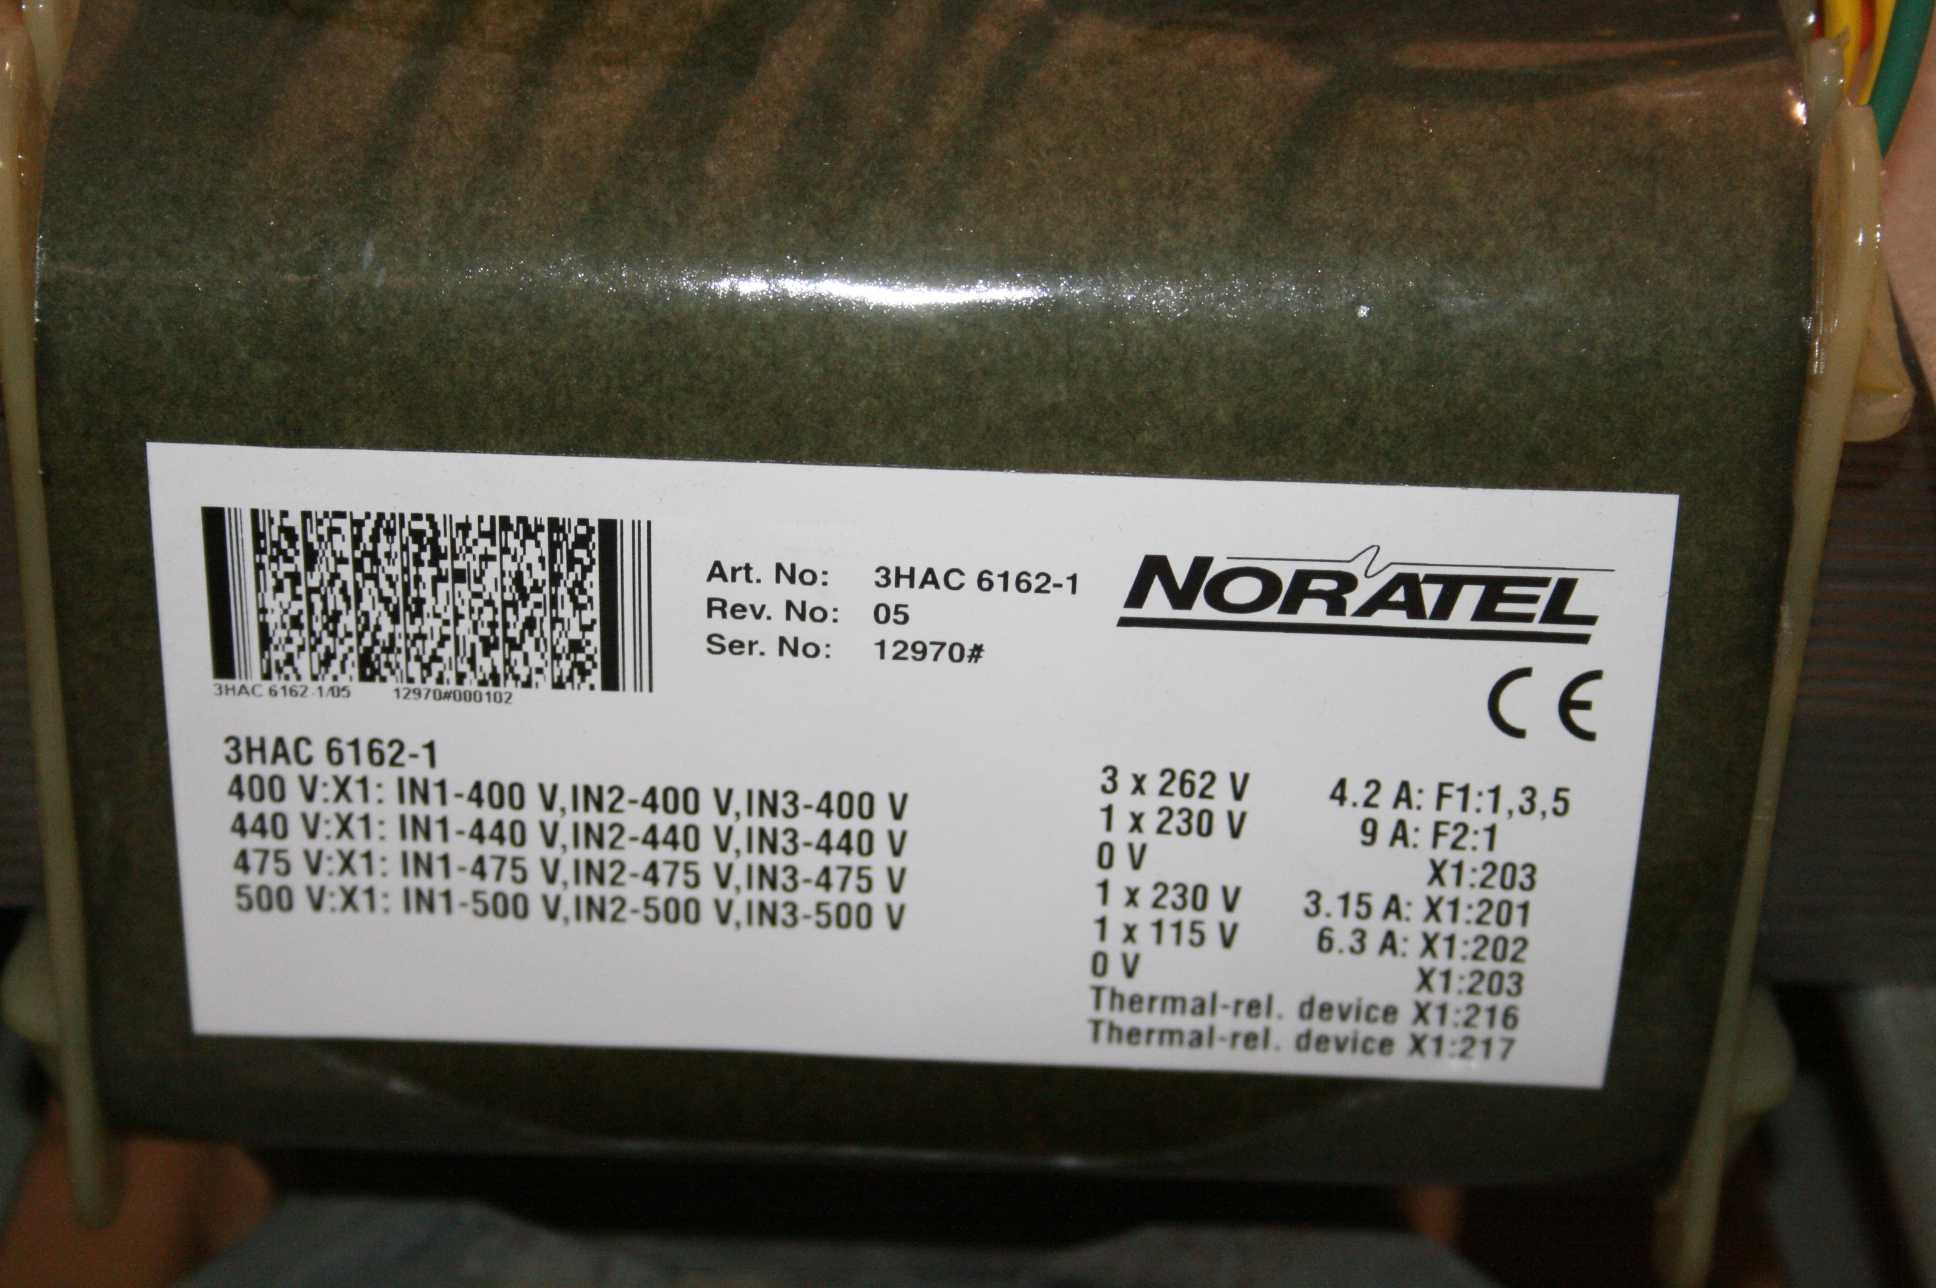 3HAC 6162-1/05 12970#000102
Art. No: 3HAC 6162-1
Rev. No: 05
Ser. No: 12970#
NORATEL
CE
3HAC 6162-1
400 V:X1: IN1-400 V,IN2-400 V,IN3-400 V
440 V:X1: IN1-440 V,IN2-440 V,IN3-440 V
475 V:X1: IN1-475 V,IN2-475 V,IN3-475 V
500 V:X1: IN1-500 V,IN2-500 V,IN3-500 V
3 x 262 V 4.2 A: F1:1,3,5
1 x 230 V 9 A: F2:1
0 V X1:203
1 x 230 V 3.15 A: X1:201
1 x 115 V 6.3 A: X1:202
0 V X1:203
Thermal-rel. device X1:216
Thermal-rel. device X1:217